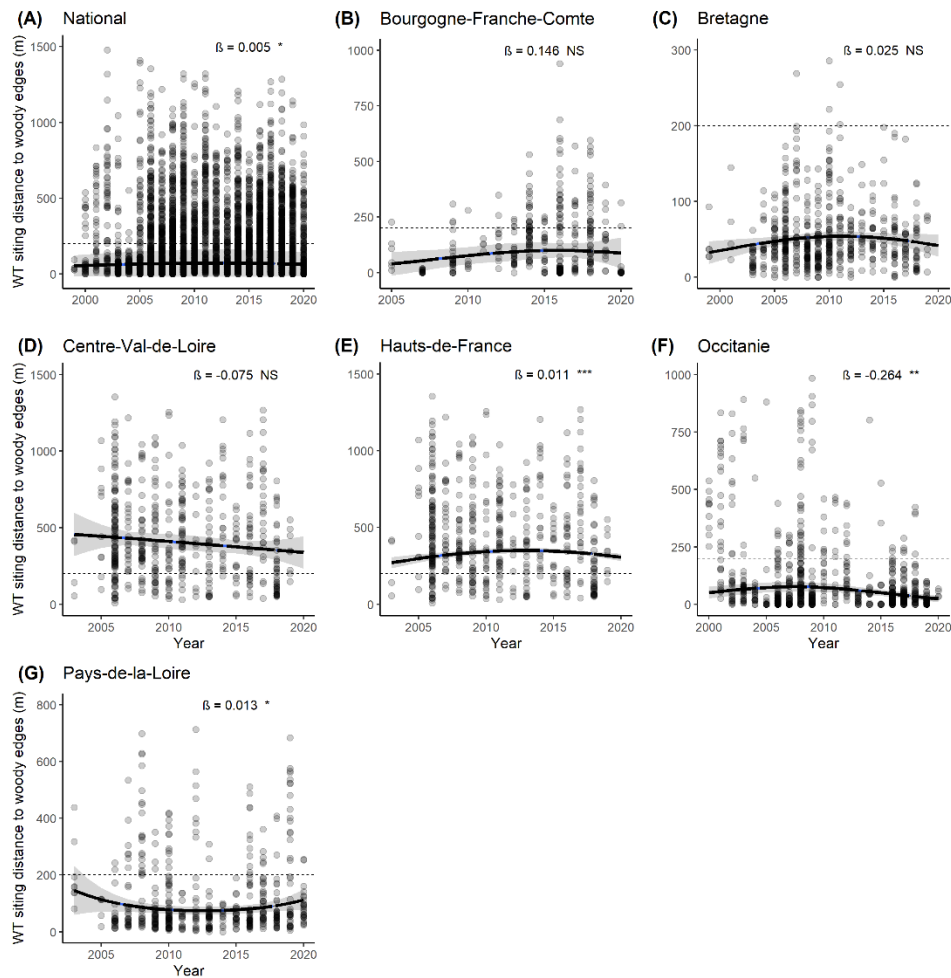 (A) National
ß = 0.005 *
WT siting distance to woody edges (m)
1500
1000
500
0
2000 2005 2010 2015 2020
(B) Bourgogne-Franche-Comte
ß = 0.146 NS
1000
750
500
250
0
2005 2010 2015 2020
(C) Bretagne
ß = 0.025 NS
300
200
100
0
2000 2005 2010 2015 2020
(D) Centre-Val-de-Loire
ß = -0.075 NS
WT siting distance to woody edges (m)
1500
1000
500
0
2005 2010 2015 2020
Year
(E) Hauts-de-France
ß = 0.011 ***
1500
1000
500
0
2005 2010 2015 2020
Year
(F) Occitanie
ß = -0.264 **
1000
750
500
250
0
2000 2005 2010 2015 2020
Year
(G) Pays-de-la-Loire
ß = 0.013 *
WT siting distance to woody edges (m)
800
600
400
200
0
2005 2010 2015 2020
Year